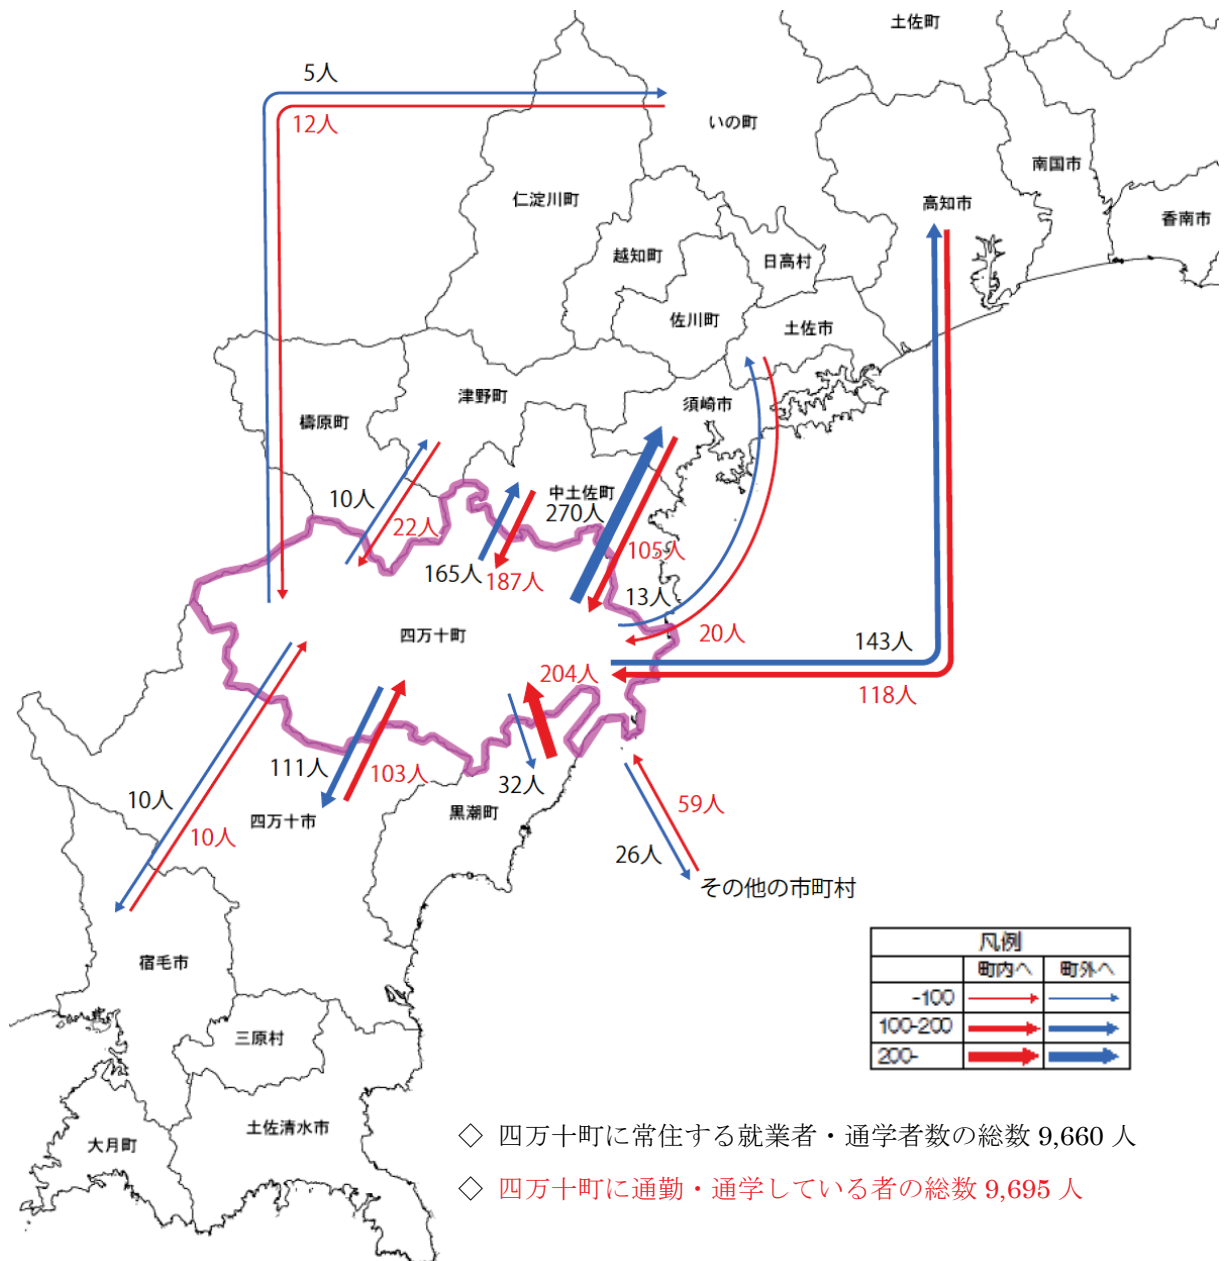 土佐町
5人
12人
いの町
南国市
仁淀川町
高知市
香南市
越知町
日高村
佐川町
土佐市
津野町
須崎市
檮原町
中土佐町
10人
270人
22人
105人
165人
187人
13人
四万十町
20人
143人
204人
118人
111人
103人
32人
10人
59人
黒潮町
四万十市
10人
26人
その他の市町村
凡例
町内へ 町外へ
-100
100-200
200-
宿毛市
三原村
大月町
土佐清水市
◇ 四万十町に常住する就業者・通学者数の総数 9,660 人
◇ 四万十町に通勤・通学している者の総数 9,695 人